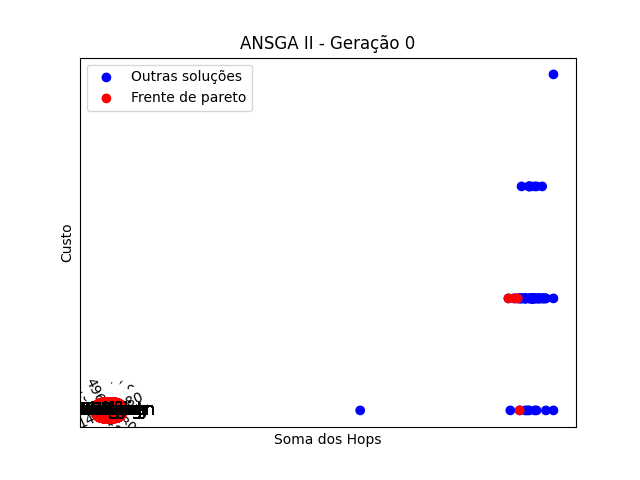 ANSGA II - Geração 0
Outras soluções
Frente de pareto
Custo
Soma dos Hops